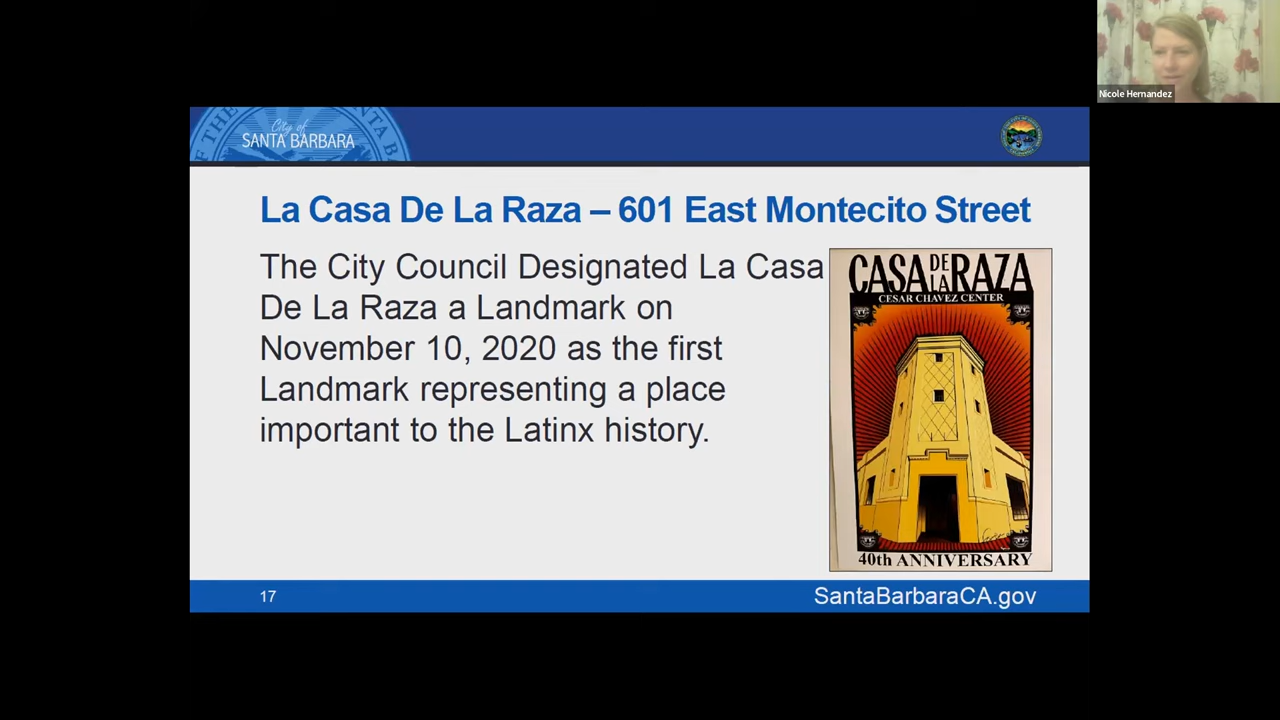 Nicole Hernandez
City of
SANTA BARBARA
La Casa De La Raza – 601 East Montecito Street
The City Council Designated La Casa
De La Raza a Landmark on
November 10, 2020 as the first
Landmark representing a place
important to the Latinx history.
CASA DE LA RAZA
CESAR CHAVEZ CENTER
40th ANNIVERSARY
17
SantaBarbaraCA.gov